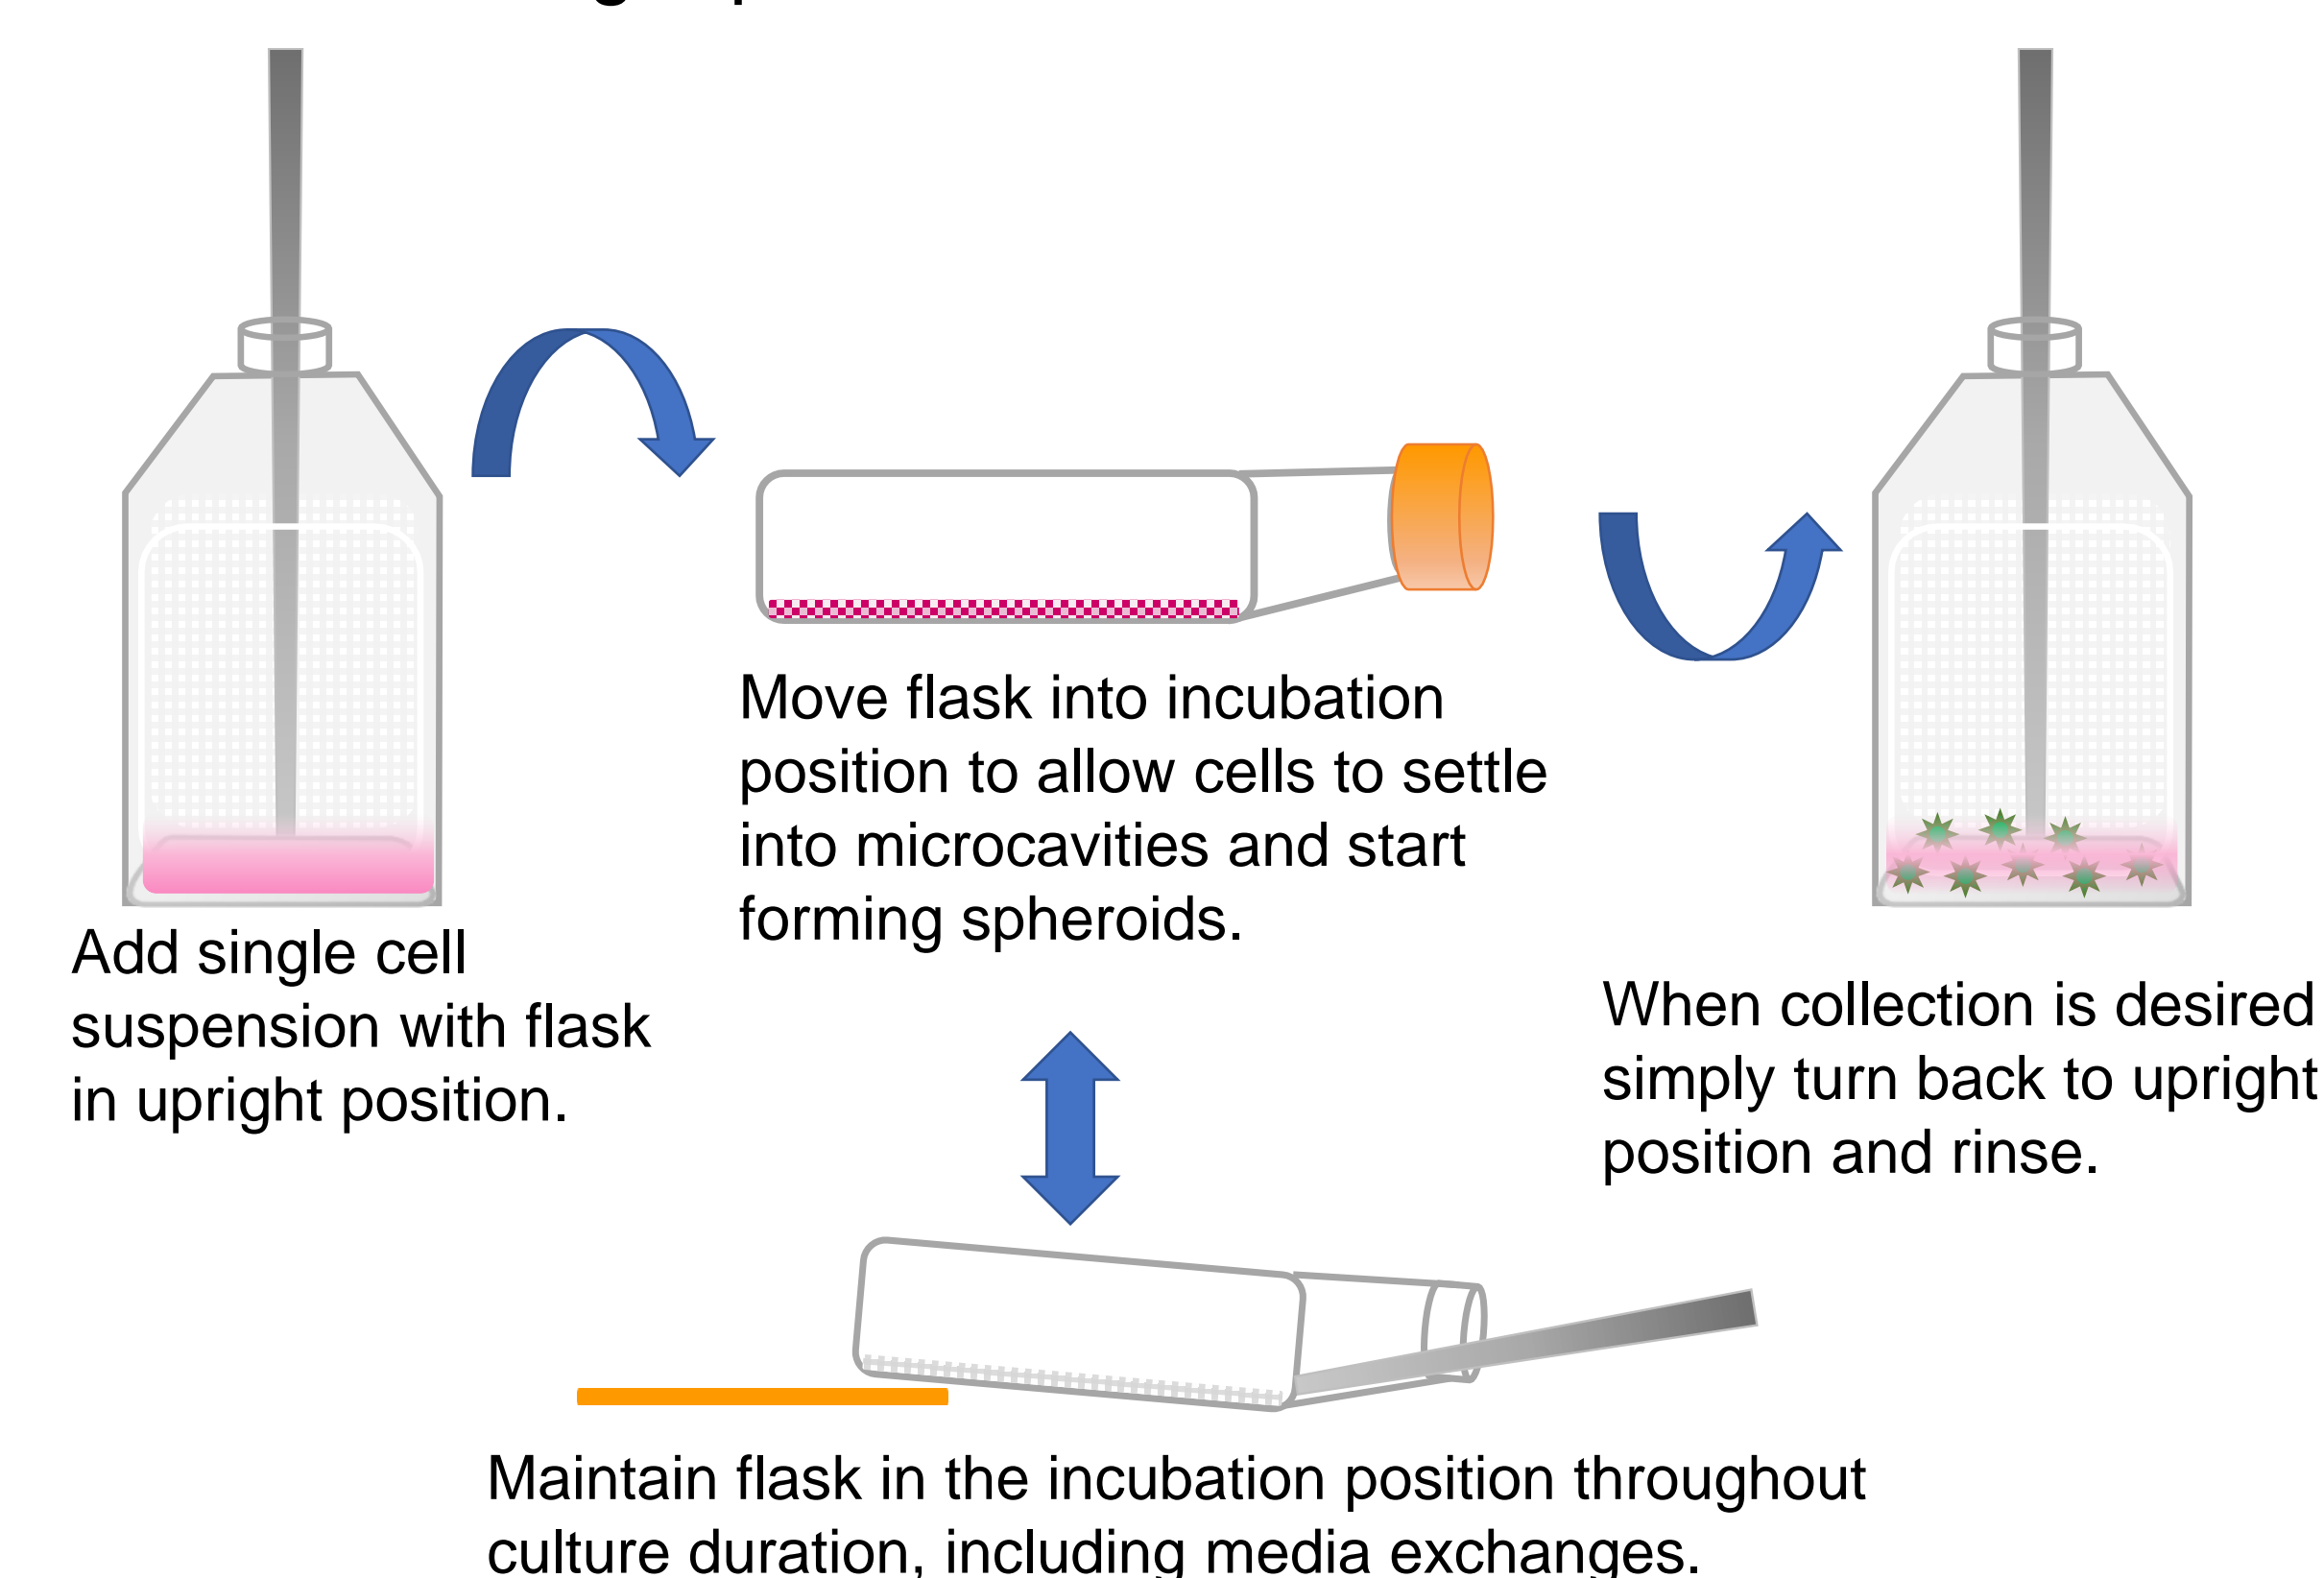 Add single cell
suspension with flask
in upright position.
Move flask into incubation
position to allow cells to settle
into microcavities and start
forming spheroids.
When collection is desired
simply turn back to upright
position and rinse.
Maintain flask in the incubation position throughout
culture duration, including media exchanges.